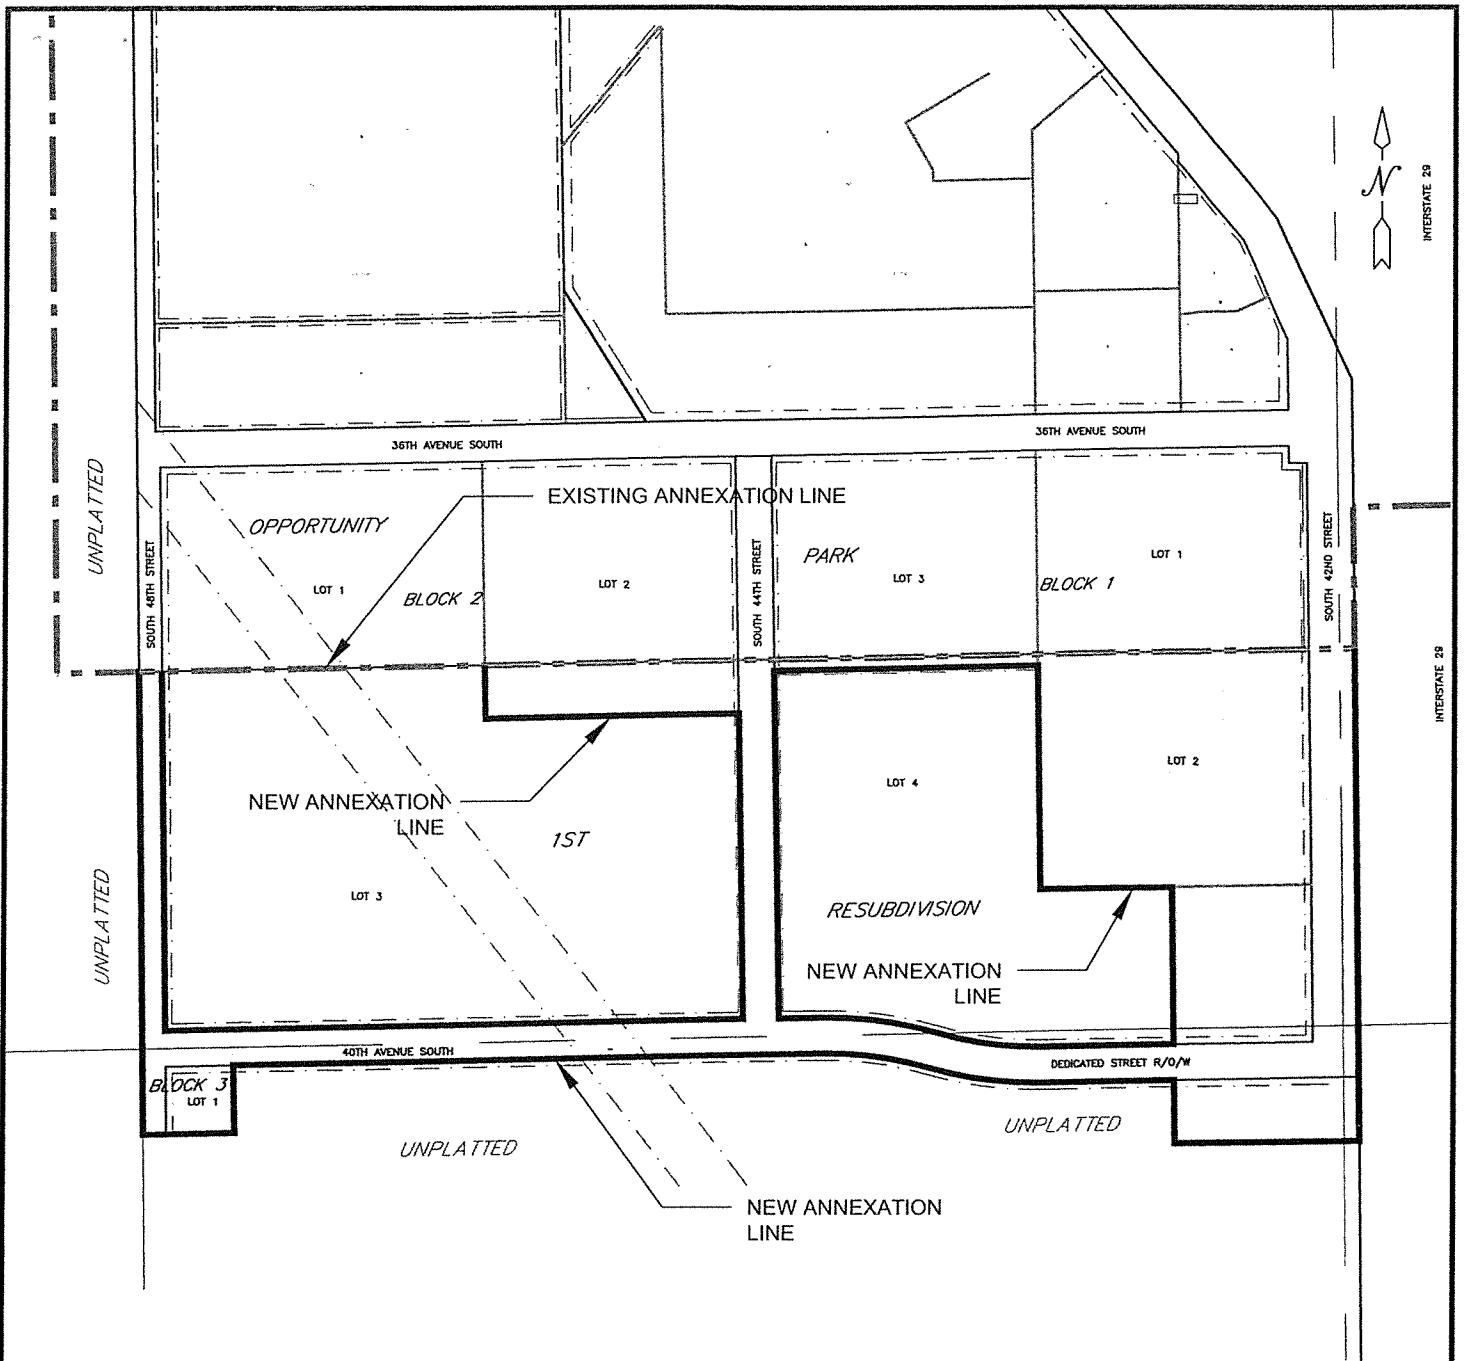 N
INTERSTATE 29
36TH AVENUE SOUTH
36TH AVENUE SOUTH
UNPLATTED
EXISTING ANNEXATION LINE
OPPORTUNITY
PARK
SOUTH 48TH STREET
LOT 1
BLOCK 2
LOT 2
SOUTH 44TH STREET
LOT 3
BLOCK 1
LOT 1
SOUTH 42ND STREET
INTERSTATE 29
NEW ANNEXATION
LINE
1ST
LOT 4
LOT 2
UNPLATTED
LOT 3
RESUBDIVISION
NEW ANNEXATION
LINE
40TH AVENUE SOUTH
DEDICATED STREET R/O/W
BLOCK 3
LOT 1
UNPLATTED
UNPLATTED
NEW ANNEXATION
LINE